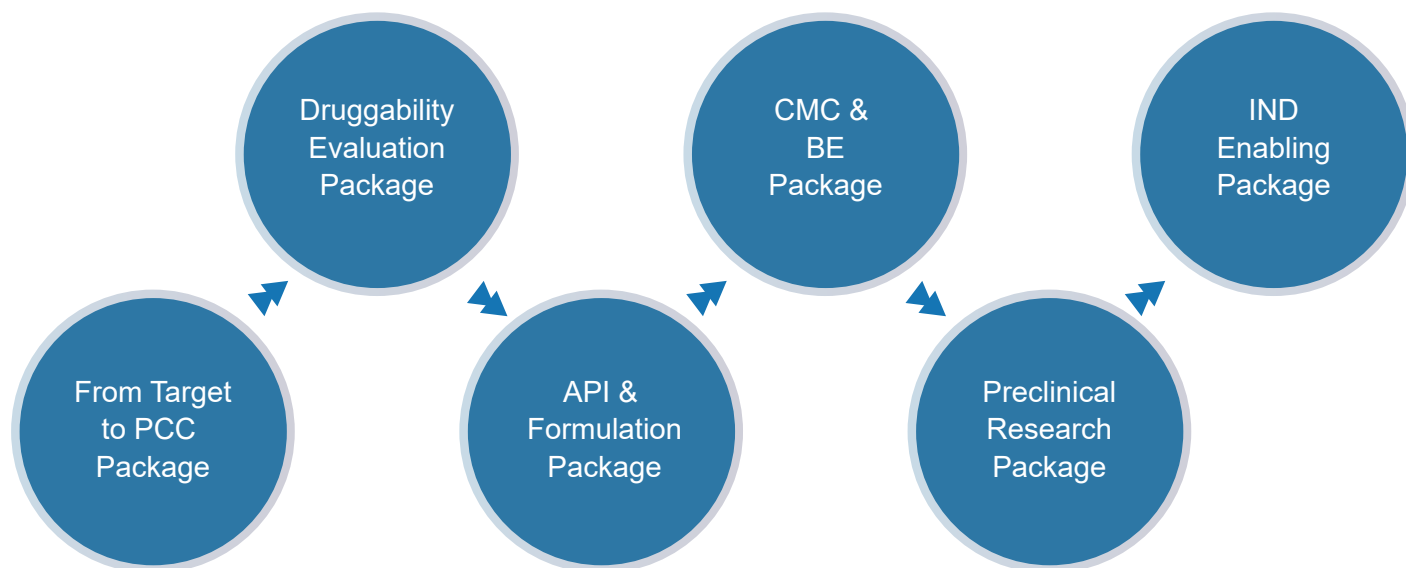 From Target
to PCC
Package
Druggability
Evaluation
Package
API &
Formulation
Package
CMC &
BE
Package
Preclinical
Research
Package
IND
Enabling
Package